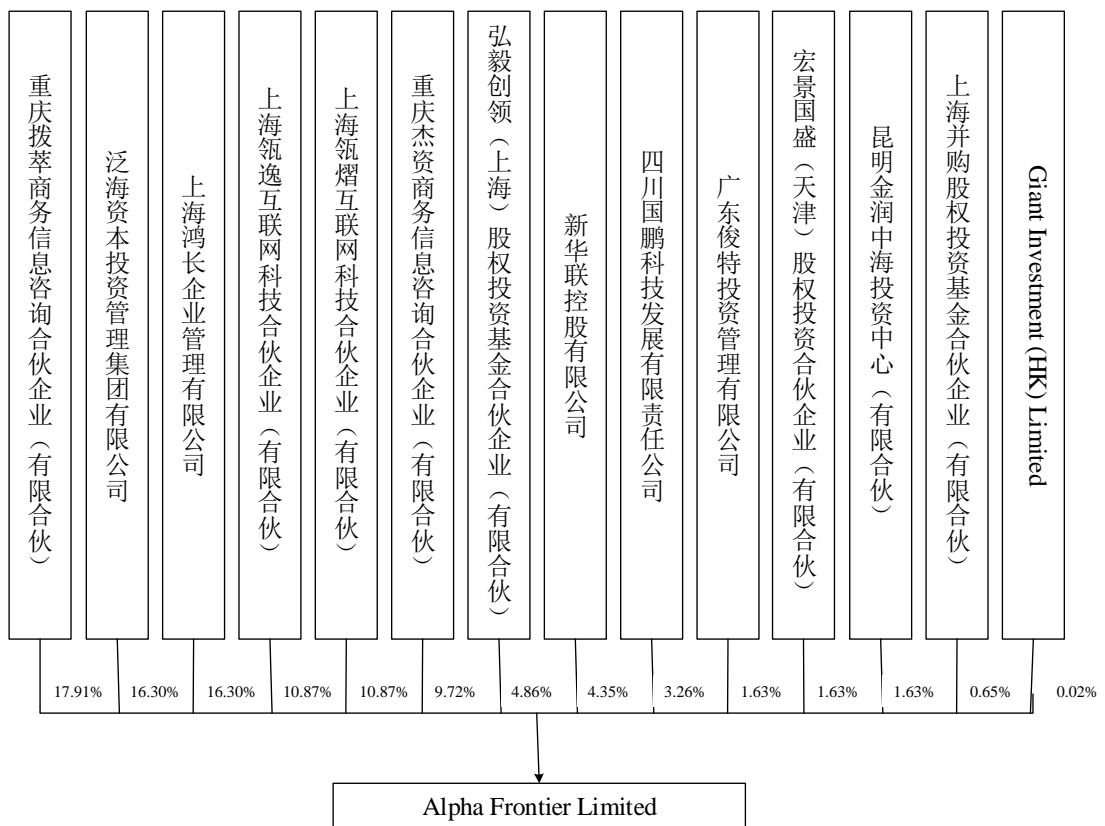 重庆拨萃商务信息咨询合伙企业（有限合伙）
泛海资本投资管理集团有限公司
上海鸿长企业管理有限公司
上海瓴逸互联网科技合伙企业（有限合伙）
上海瓴熠互联网科技合伙企业（有限合伙）
重庆杰资商务信息咨询合伙企业（有限合伙）
弘毅创领（上海）股权投资基金合伙企业（有限合伙）
新华联控股有限公司
四川国鹏科技发展有限责任公司
广东俊特投资管理有限公司
宏景国盛（天津）股权投资合伙企业（有限合伙）
昆明金润中海投资中心（有限合伙）
上海并购股权投资基金合伙企业（有限合伙）
Giant Investment (HK) Limited
17.91%
16.30%
16.30%
10.87%
10.87%
9.72%
4.86%
4.35%
3.26%
1.63%
1.63%
1.63%
0.65%
0.02%
Alpha Frontier Limited